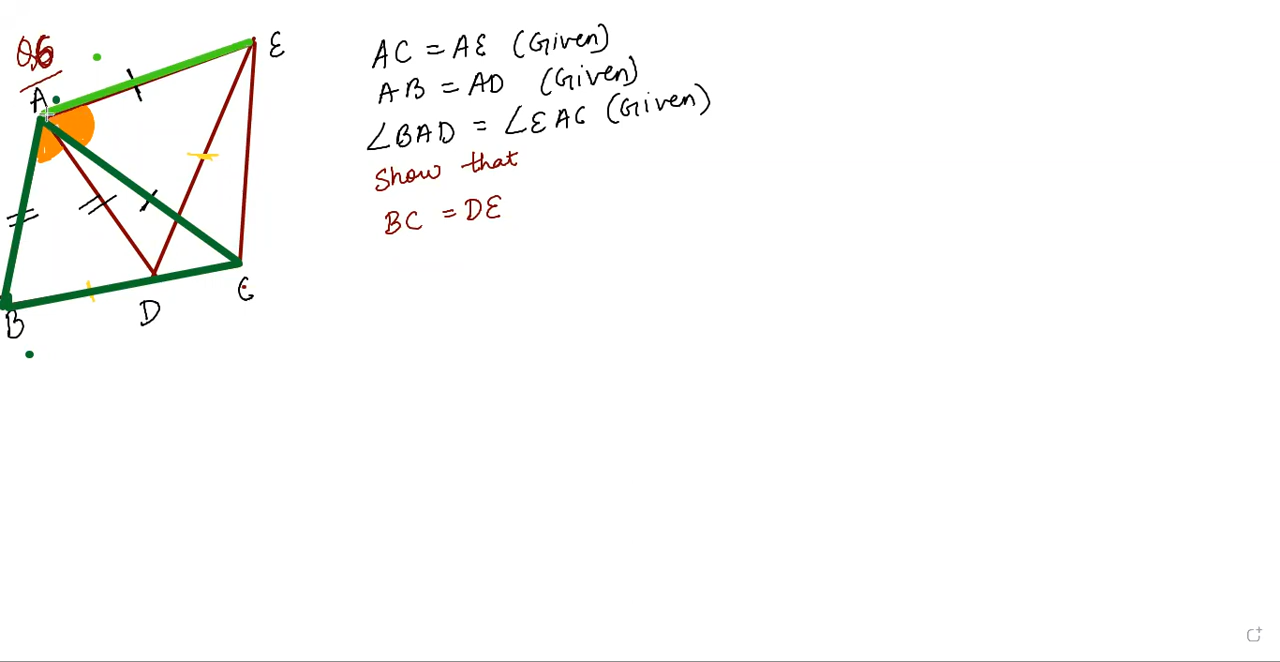 Q6
A
E
B
D
C
AC = AE (Given)
AB = AD (Given)
∠BAD = ∠EAC (Given)
Show that
BC = DE